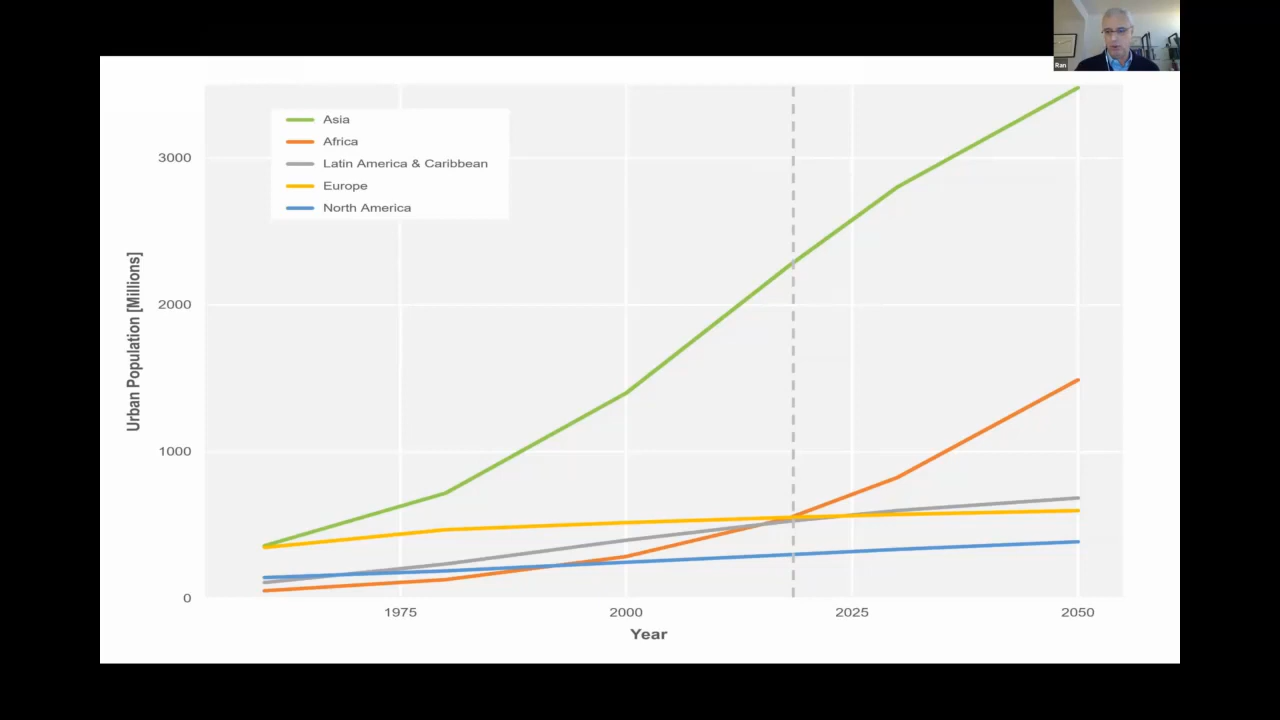 Ran
Asia
Africa
Latin America & Caribbean
Europe
North America
Urban Population [Millions]
3000
2000
1000
0
1975
2000
2025
2050
Year